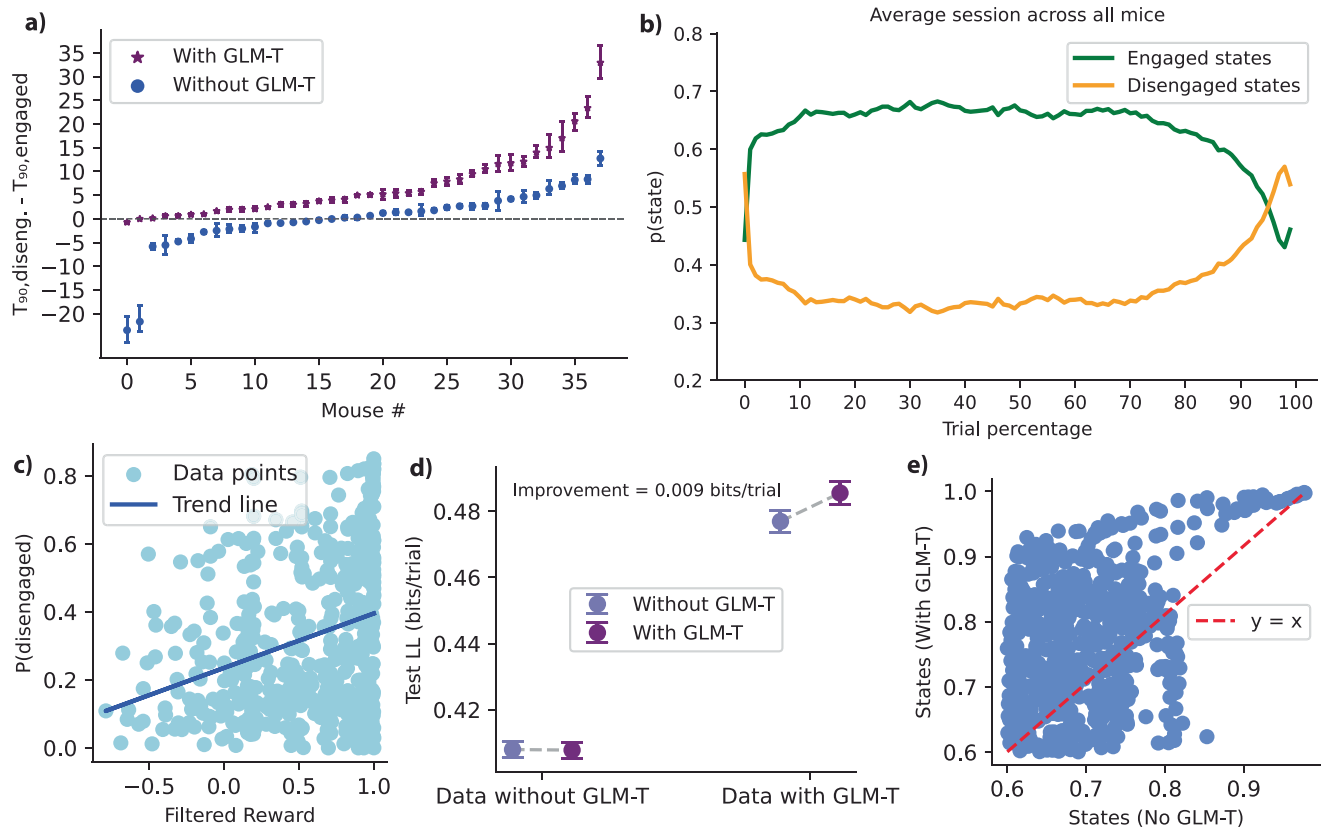 a)
T₉₀,diseng. - T₉₀,engaged
35
30
25
20
15
10
5
0
−5
−10
−15
−20
With GLM-T
Without GLM-T
0 5 10 15 20 25 30 35
Mouse #
b)
Average session across all mice
p(state)
0.8
0.7
0.6
0.5
0.4
0.3
0.2
Engaged states
Disengaged states
0 10 20 30 40 50 60 70 80 90 100
Trial percentage
c)
P(disengaged)
0.8
0.6
0.4
0.2
0.0
Data points
Trend line
−0.5 0.0 0.5 1.0
Filtered Reward
d)
Test LL (bits/trial)
0.48
0.46
0.44
0.42
Improvement = 0.009 bits/trial
Without GLM-T
With GLM-T
Data without GLM-T Data with GLM-T
e)
States (With GLM-T)
1.0
0.9
0.8
0.7
0.6
y = x
0.6 0.7 0.8 0.9
States (No GLM-T)